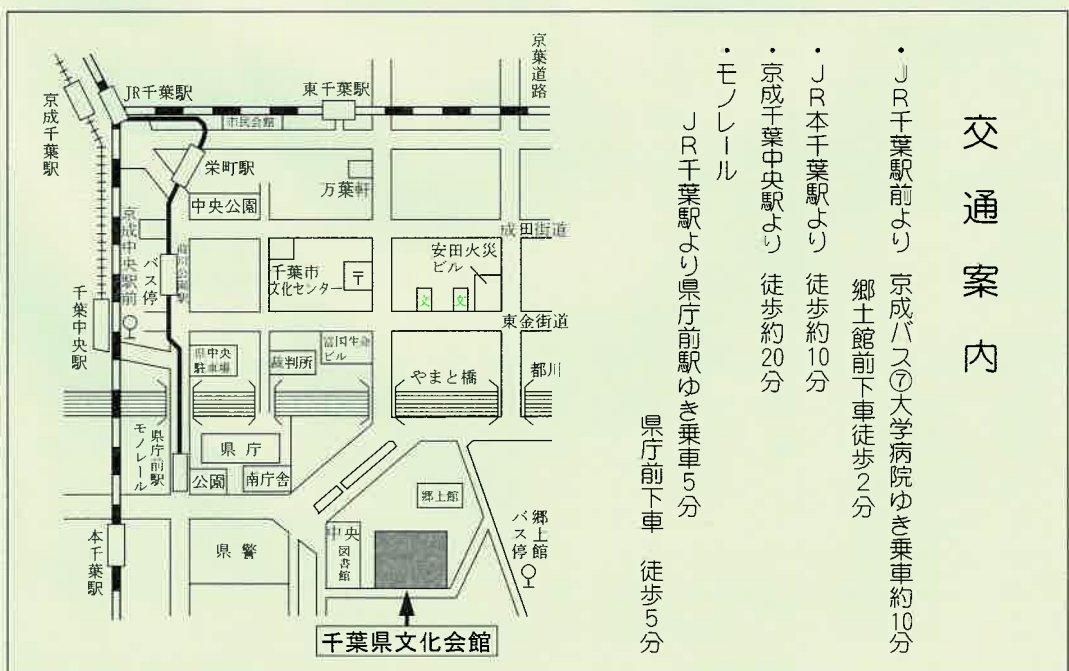 交通案内
・JR千葉駅前より 京成バス⑦大学病院ゆき乗車約10分
郷土館前下車徒歩2分
・JR本千葉駅より 徒歩約10分
・京成千葉中央駅より 徒歩約20分
・モノレール
JR千葉駅より県庁前駅ゆき乗車5分
県庁前下車 徒歩5分
京葉道路
JR千葉駅
東千葉駅
京成千葉駅
市民会館
栄町駅
万葉軒
中央公園
成田街道
京成中央駅前
バス停
千葉市
文化センター
〒
安田火災
ビル
文
文
千葉中央駅
東金街道
県中央
駐車場
裁判所
富国生命
ビル
やまと橋
都川
モノレール
県庁前駅
県庁
公園
南庁舎
郷土館
郷土館
バス停
本千葉駅
県警
中央
図書館
千葉県文化会館